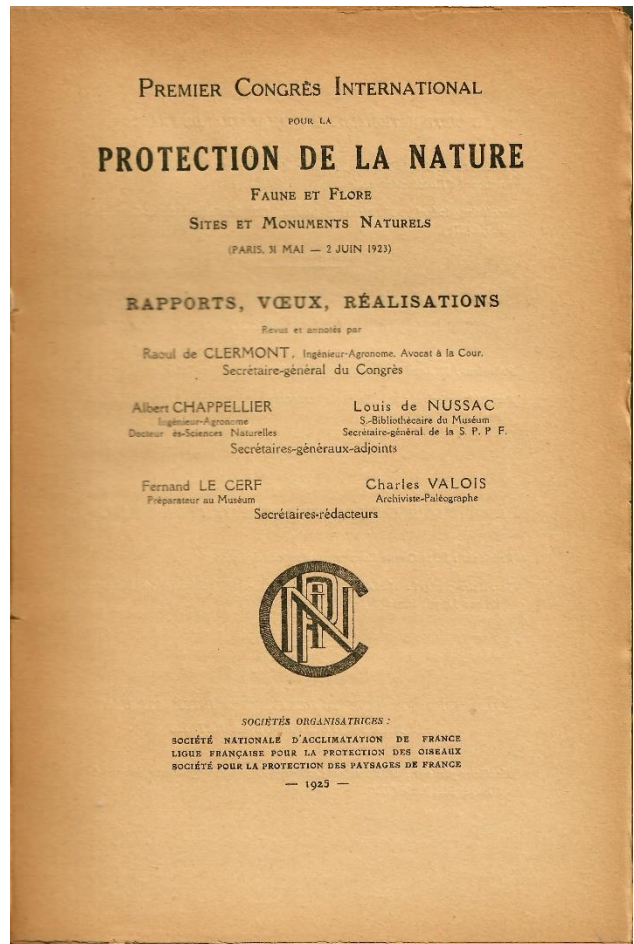 PREMIER CONGRÈS INTERNATIONAL
POUR LA
PROTECTION DE LA NATURE
FAUNE ET FLORE
SITES ET MONUMENTS NATURELS
(PARIS, 31 MAI — 2 JUIN 1923)
RAPPORTS, VŒUX, RÉALISATIONS
Revus et annotés par
Raoul de CLERMONT, Ingénieur-Agronome, Avocat à la Cour.
Secrétaire-général du Congrès
Albert CHAPPELLIER
Ingénieur-Agronome
Docteur ès-Sciences Naturelles
Louis de NUSSAC
S.-Bibliothécaire du Muséum
Secrétaire-général de la S. P. P F.
Secrétaires-généraux-adjoints
Fernand LE CERF
Préparateur au Muséum
Charles VALOIS
Archiviste-Paléographe
Secrétaires-rédacteurs
SOCIÉTÉS ORGANISATRICES :
SOCIÉTÉ NATIONALE D'ACCLIMATATION DE FRANCE
LIGUE FRANÇAISE POUR LA PROTECTION DES OISEAUX
SOCIÉTÉ POUR LA PROTECTION DES PAYSAGES DE FRANCE
— 1925 —